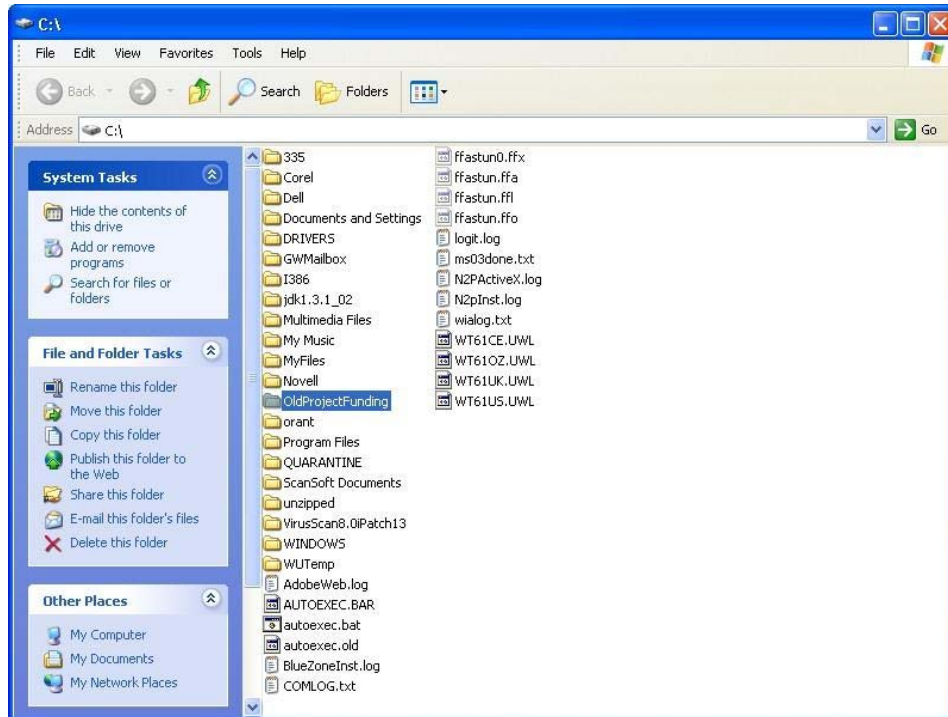 C:\
File Edit View Favorites Tools Help
Back Search Folders
Address C:\ Go
System Tasks
Hide the contents of
this drive
Add or remove
programs
Search for files or
folders
File and Folder Tasks
Rename this folder
Move this folder
Copy this folder
Publish this folder to
the Web
Share this folder
E-mail this folder's files
Delete this folder
Other Places
My Computer
My Documents
My Network Places
335
Corel
Dell
Documents and Settings
DRIVERS
GWMailbox
I386
jdk1.3.1_02
Multimedia Files
My Music
MyFiles
Novell
OldProjectFunding
orant
Program Files
QUARANTINE
ScanSoft Documents
unzipped
VirusScan8.0iPatch13
WINDOWS
WUTemp
AdobeWeb.log
AUTOEXEC.BAR
autoexec.bat
autoexec.old
BlueZoneInst.log
COMLOG.txt
ffastun0.ffx
ffastun.ffa
ffastun.ffl
ffastun.ffo
logit.log
ms03done.txt
N2PActiveX.log
N2pInst.log
wialog.txt
WT61CE.UWL
WT61OZ.UWL
WT61UK.UWL
WT61US.UWL